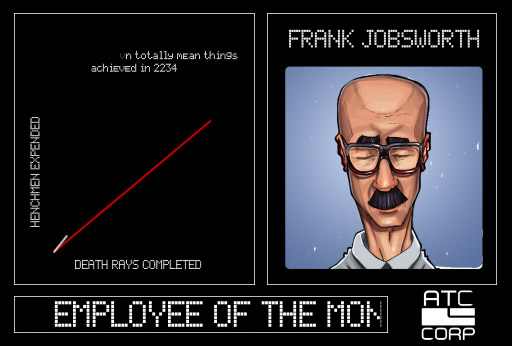 n totally mean things
achieved in 2234
HENCHMEN EXPENDED
DEATH RAYS COMPLETED
FRANK JOBSWORTH
EMPLOYEE OF THE MON
ATC
CORP